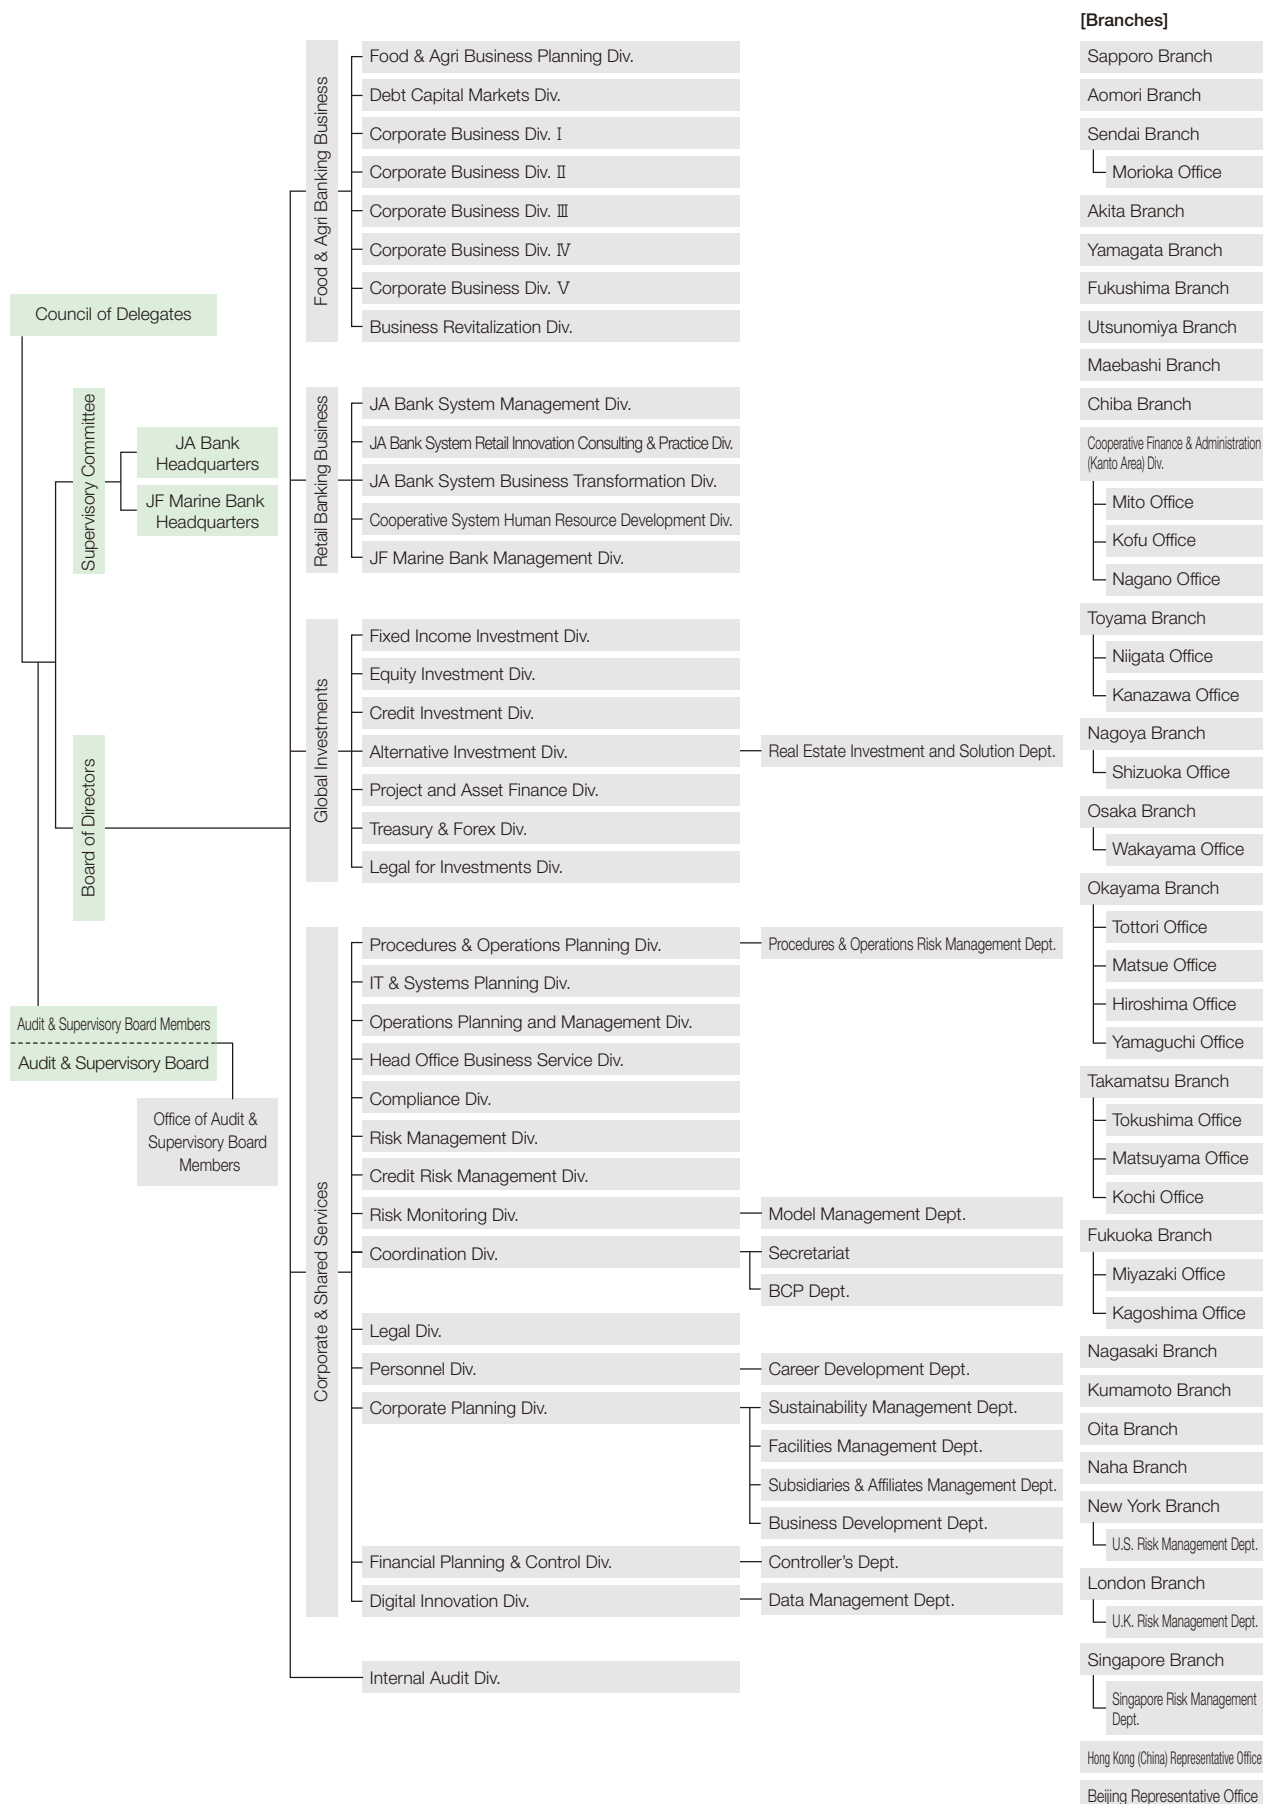 Council of Delegates
Supervisory Committee
JA Bank
Headquarters
JF Marine Bank
Headquarters
Board of Directors
Audit & Supervisory Board Members
Audit & Supervisory Board
Office of Audit &
Supervisory Board
Members
Food & Agri Banking Business
Food & Agri Business Planning Div.
Debt Capital Markets Div.
Corporate Business Div. Ⅰ
Corporate Business Div. Ⅱ
Corporate Business Div. Ⅲ
Corporate Business Div. Ⅳ
Corporate Business Div. Ⅴ
Business Revitalization Div.
Retail Banking Business
JA Bank System Management Div.
JA Bank System Retail Innovation Consulting & Practice Div.
JA Bank System Business Transformation Div.
Cooperative System Human Resource Development Div.
JF Marine Bank Management Div.
Global Investments
Fixed Income Investment Div.
Equity Investment Div.
Credit Investment Div.
Alternative Investment Div.
Real Estate Investment and Solution Dept.
Project and Asset Finance Div.
Treasury & Forex Div.
Legal for Investments Div.
Corporate & Shared Services
Procedures & Operations Planning Div.
Procedures & Operations Risk Management Dept.
IT & Systems Planning Div.
Operations Planning and Management Div.
Head Office Business Service Div.
Compliance Div.
Risk Management Div.
Credit Risk Management Div.
Risk Monitoring Div.
Model Management Dept.
Coordination Div.
Secretariat
BCP Dept.
Legal Div.
Personnel Div.
Career Development Dept.
Corporate Planning Div.
Sustainability Management Dept.
Facilities Management Dept.
Subsidiaries & Affiliates Management Dept.
Business Development Dept.
Financial Planning & Control Div.
Controller's Dept.
Digital Innovation Div.
Data Management Dept.
Internal Audit Div.
[Branches]
Sapporo Branch
Aomori Branch
Sendai Branch
Morioka Office
Akita Branch
Yamagata Branch
Fukushima Branch
Utsunomiya Branch
Maebashi Branch
Chiba Branch
Cooperative Finance & Administration
(Kanto Area) Div.
Mito Office
Kofu Office
Nagano Office
Toyama Branch
Niigata Office
Kanazawa Office
Nagoya Branch
Shizuoka Office
Osaka Branch
Wakayama Office
Okayama Branch
Tottori Office
Matsue Office
Hiroshima Office
Yamaguchi Office
Takamatsu Branch
Tokushima Office
Matsuyama Office
Kochi Office
Fukuoka Branch
Miyazaki Office
Kagoshima Office
Nagasaki Branch
Kumamoto Branch
Oita Branch
Naha Branch
New York Branch
U.S. Risk Management Dept.
London Branch
U.K. Risk Management Dept.
Singapore Branch
Singapore Risk Management
Dept.
Hong Kong (China) Representative Office
Beijing Representative Office